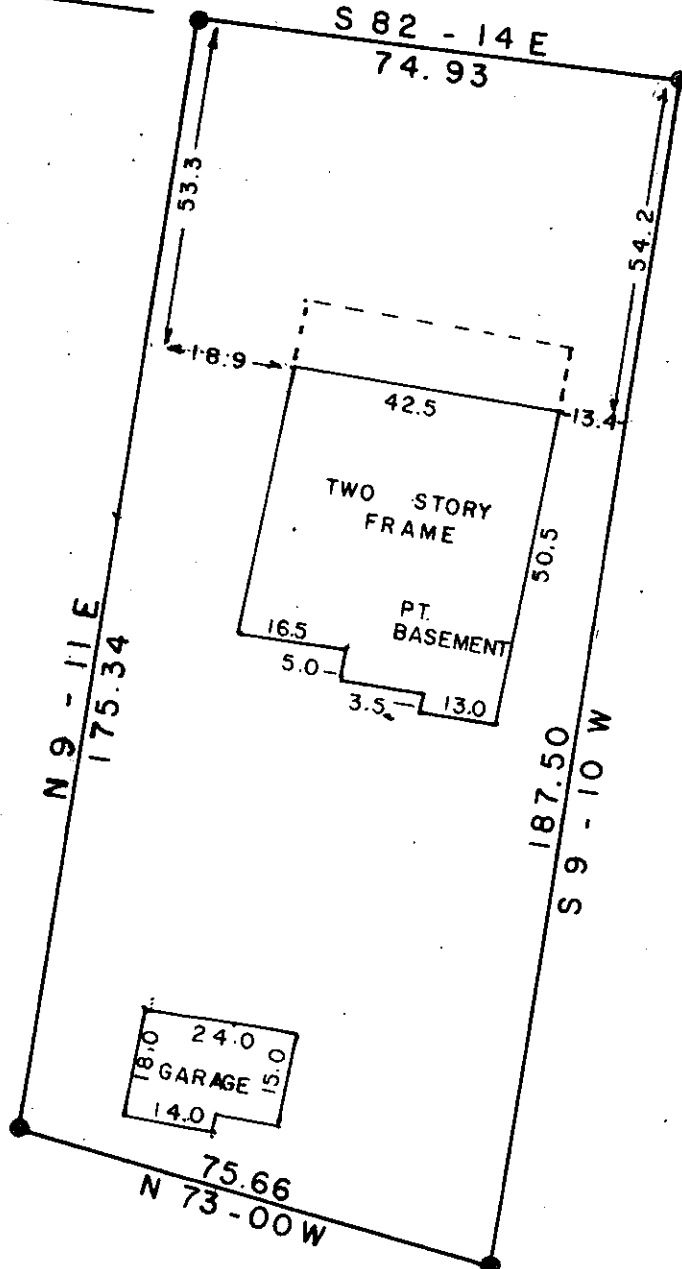 S 82 - 14 E
74.93
53.3
54.2
18.9
42.5
13.4
TWO STORY
FRAME
50.5
PT.
BASEMENT
16.5
5.0
3.5
13.0
N 9 - 11 E
175.34
187.50
S 9 - 10 W
24.0
18.0
GARAGE
15.0
14.0
75.66
N 73-00 W